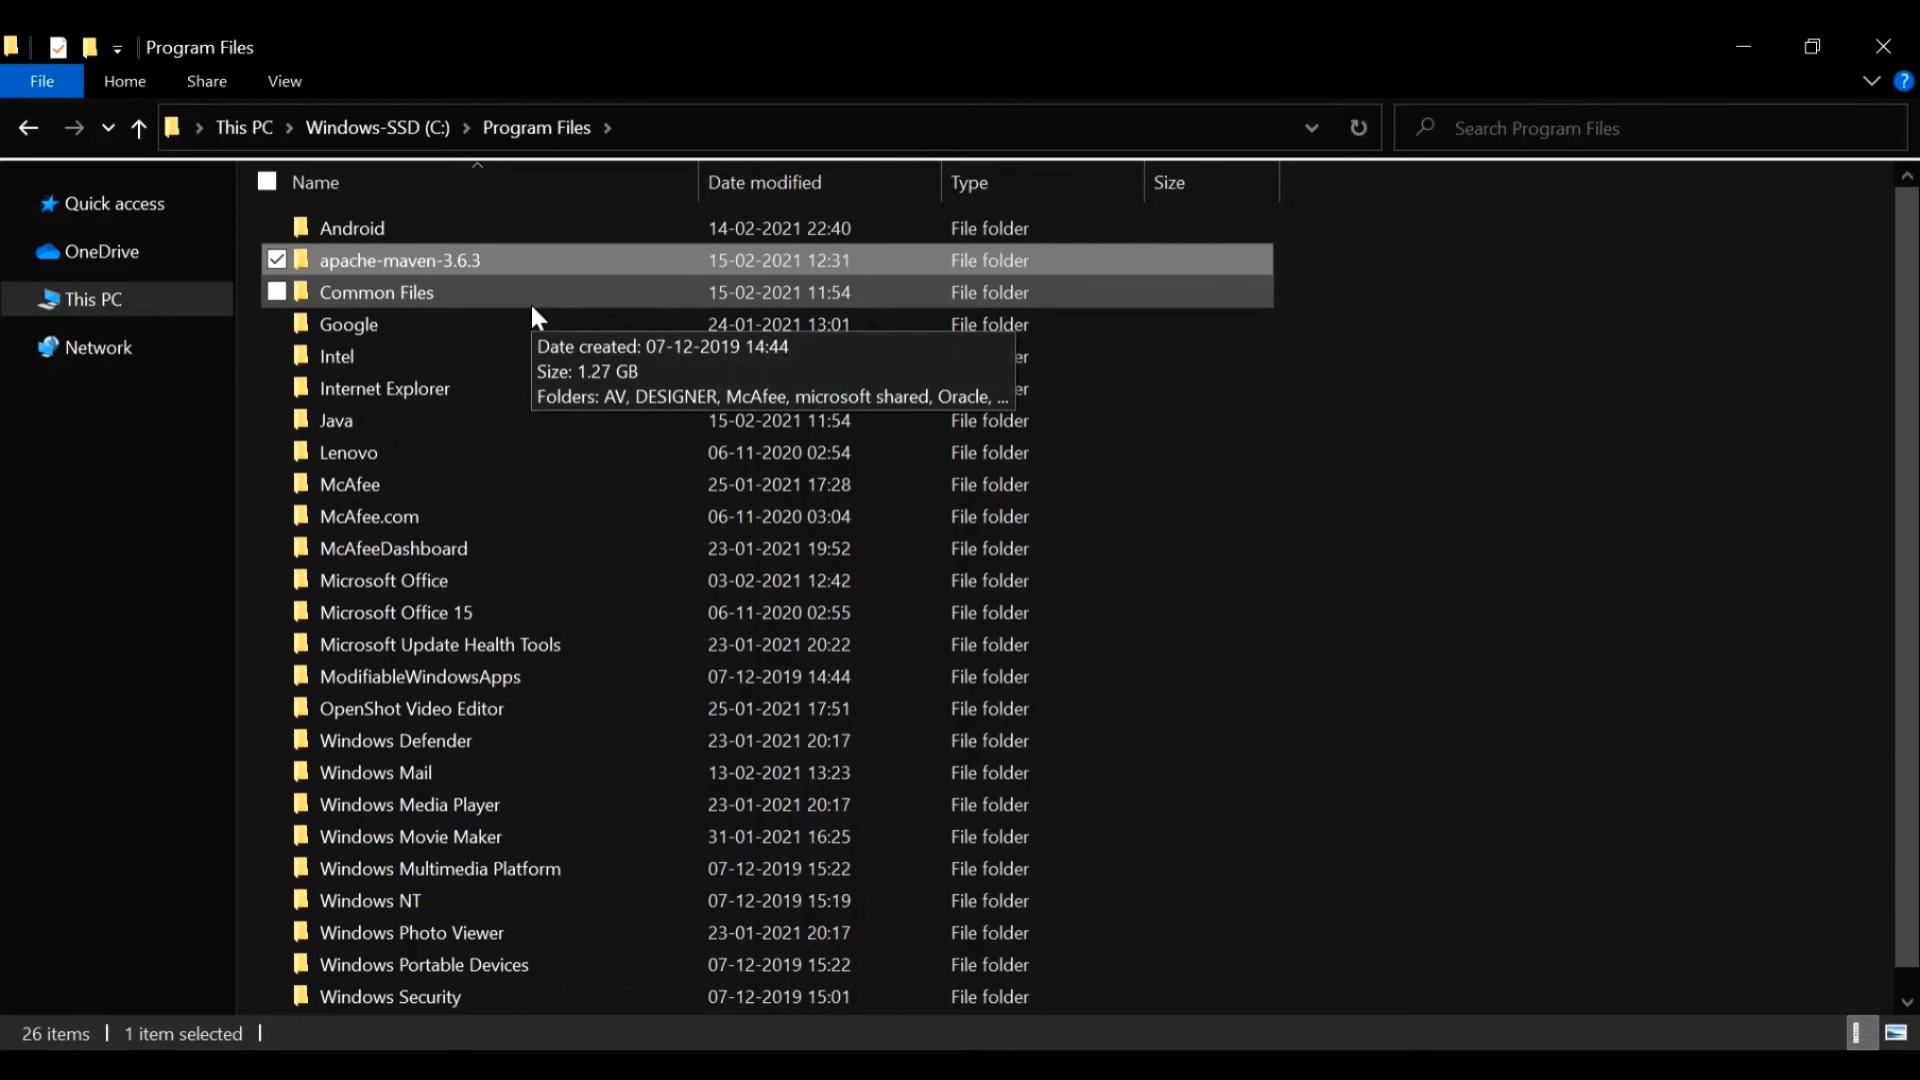 Program Files
File Home Share View
This PC Windows-SSD (C:) Program Files Search Program Files
Name Date modified Type Size
Quick access
OneDrive
This PC
Network
Android 14-02-2021 22:40 File folder
apache-maven-3.6.3 15-02-2021 12:31 File folder
Common Files 15-02-2021 11:54 File folder
Google 24-01-2021 13:01 File folder
Intel er
Internet Explorer er
Date created: 07-12-2019 14:44
Size: 1.27 GB
Folders: AV, DESIGNER, McAfee, microsoft shared, Oracle, ...
Java 15-02-2021 11:54 File folder
Lenovo 06-11-2020 02:54 File folder
McAfee 25-01-2021 17:28 File folder
McAfee.com 06-11-2020 03:04 File folder
McAfeeDashboard 23-01-2021 19:52 File folder
Microsoft Office 03-02-2021 12:42 File folder
Microsoft Office 15 06-11-2020 02:55 File folder
Microsoft Update Health Tools 23-01-2021 20:22 File folder
ModifiableWindowsApps 07-12-2019 14:44 File folder
OpenShot Video Editor 25-01-2021 17:51 File folder
Windows Defender 23-01-2021 20:17 File folder
Windows Mail 13-02-2021 13:23 File folder
Windows Media Player 23-01-2021 20:17 File folder
Windows Movie Maker 31-01-2021 16:25 File folder
Windows Multimedia Platform 07-12-2019 15:22 File folder
Windows NT 07-12-2019 15:19 File folder
Windows Photo Viewer 23-01-2021 20:17 File folder
Windows Portable Devices 07-12-2019 15:22 File folder
Windows Security 07-12-2019 15:01 File folder
26 items 1 item selected